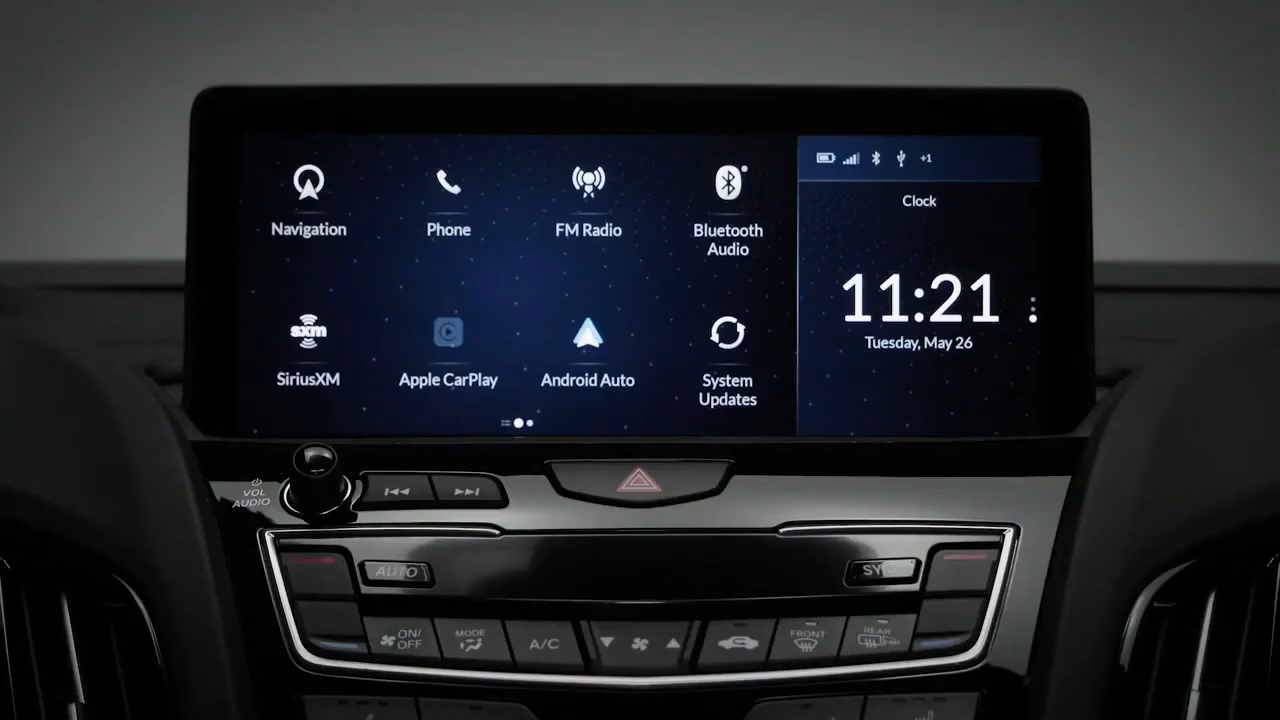 +1
Navigation
Phone
FM Radio
Bluetooth
Audio
Clock
11:21
Tuesday, May 26
sxm
SiriusXM
Apple CarPlay
Android Auto
System
Updates
VOL
AUDIO
AUTO
ON/
OFF
MODE
A/C
FRONT
REAR